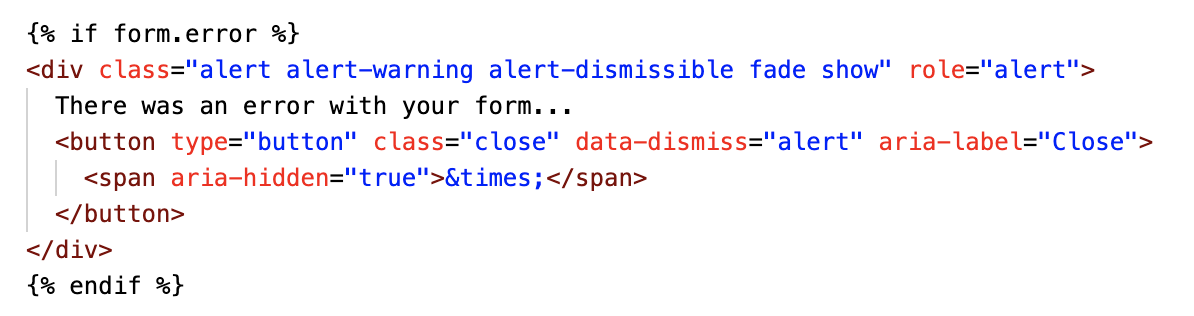 {% if form.error %}
<div class="alert alert-warning alert-dismissible fade show" role="alert">
There was an error with your form...
<button type="button" class="close" data-dismiss="alert" aria-label="Close">
<span aria-hidden="true">&times;</span>
</button>
</div>
{% endif %}